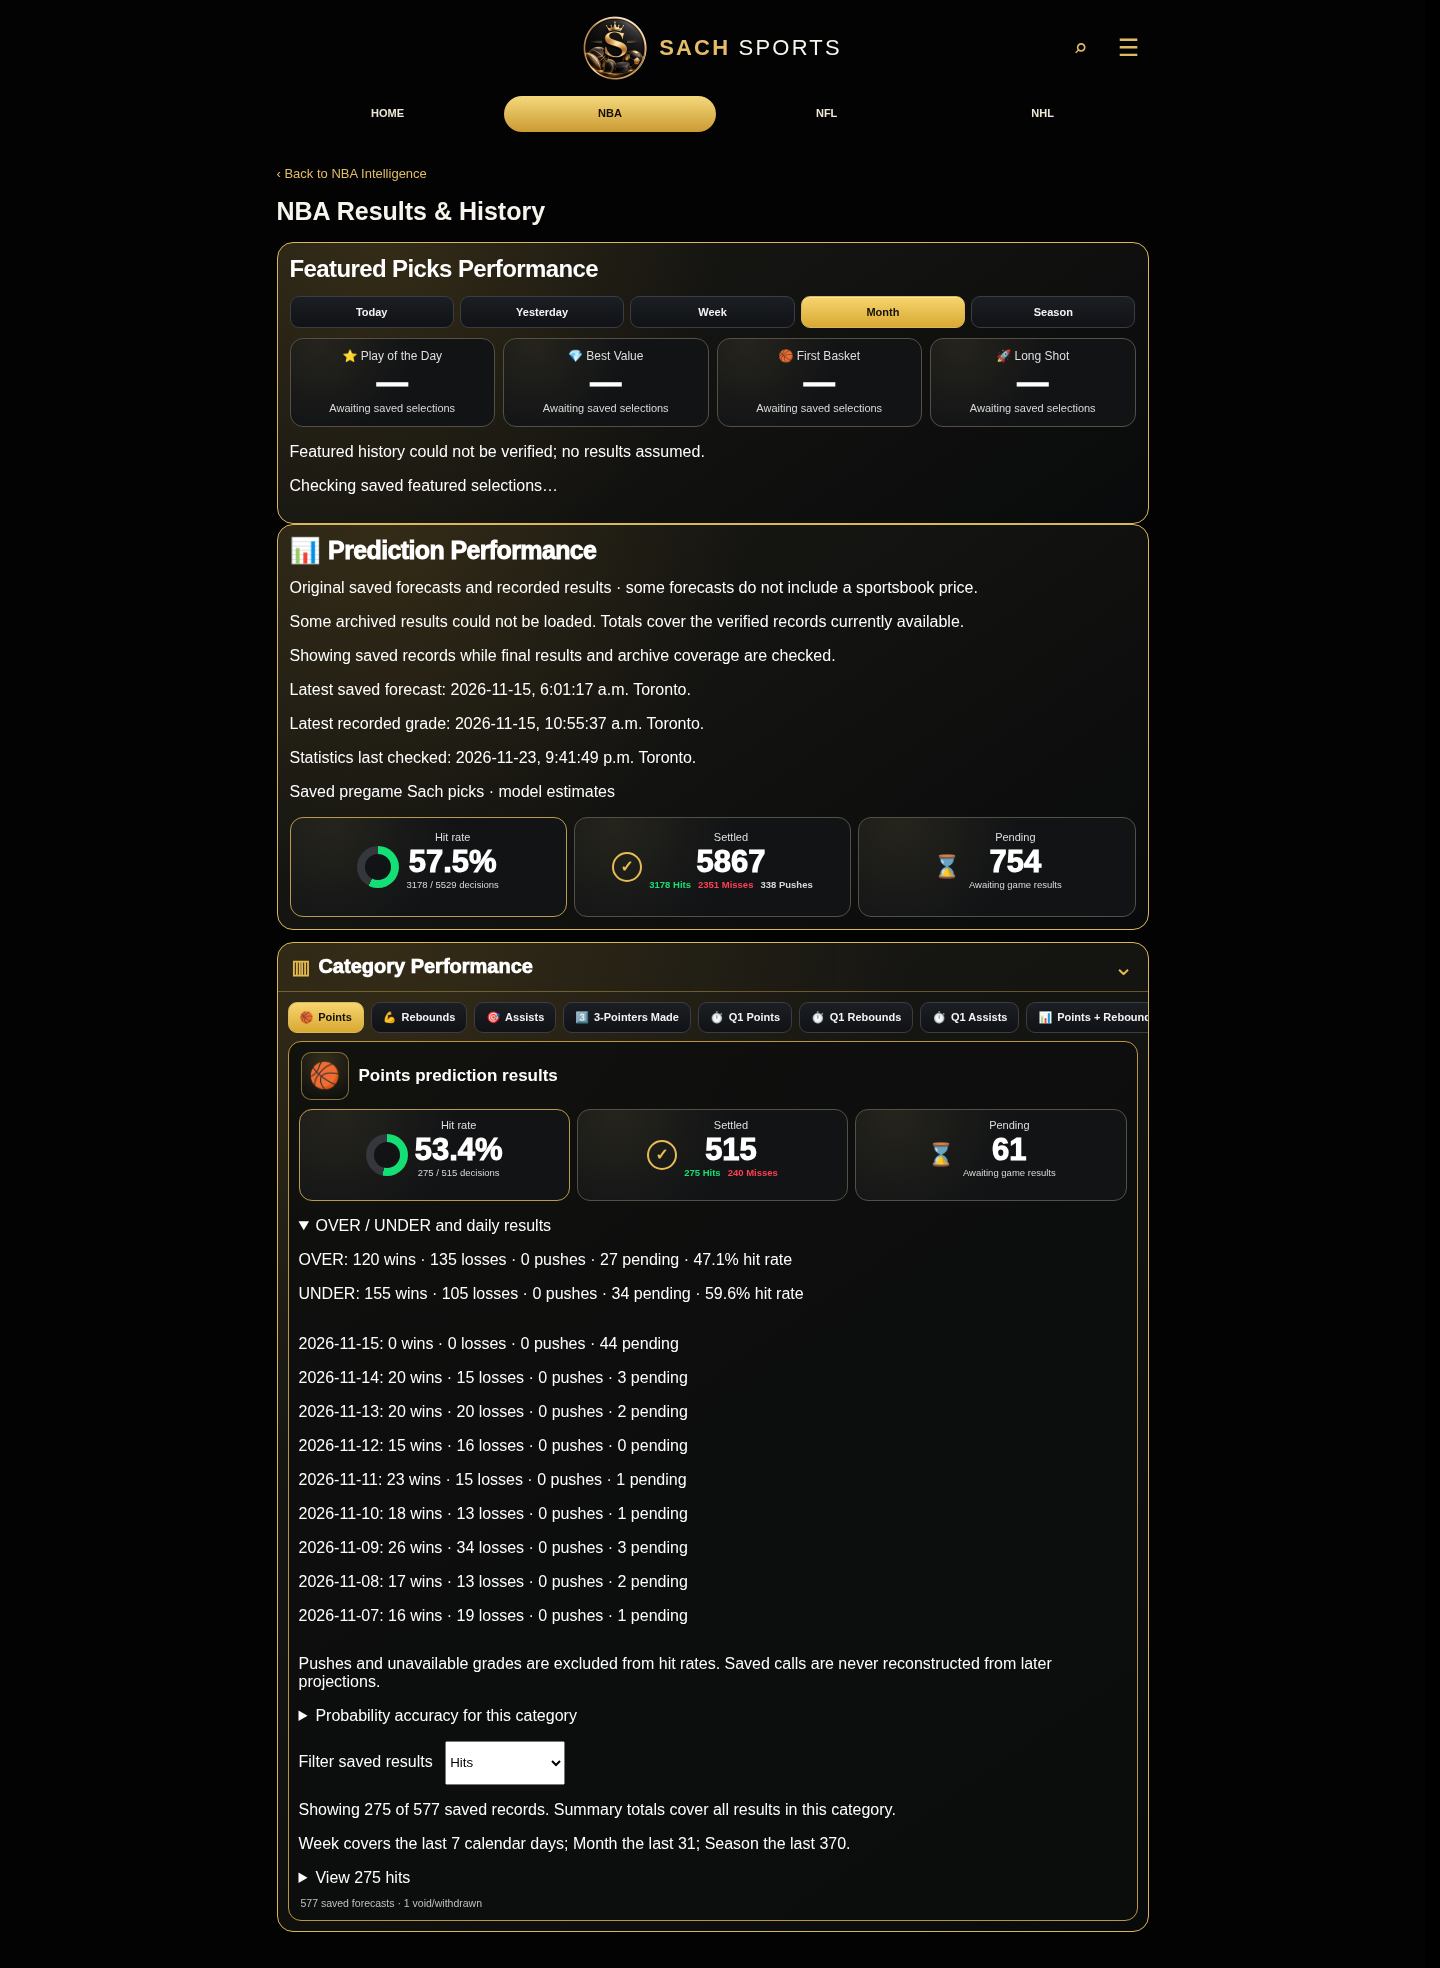 SACH SPORTS
HOME
NBA
NFL
NHL
‹ Back to NBA Intelligence
NBA Results & History
Featured Picks Performance
Today
Yesterday
Week
Month
Season
⭐ Play of the Day
—
Awaiting saved selections
💎 Best Value
—
Awaiting saved selections
🏀 First Basket
—
Awaiting saved selections
🚀 Long Shot
—
Awaiting saved selections
Featured history could not be verified; no results assumed.
Checking saved featured selections…
📊 Prediction Performance
Original saved forecasts and recorded results · some forecasts do not include a sportsbook price.
Some archived results could not be loaded. Totals cover the verified records currently available.
Showing saved records while final results and archive coverage are checked.
Latest saved forecast: 2026-11-15, 6:01:17 a.m. Toronto.
Latest recorded grade: 2026-11-15, 10:55:37 a.m. Toronto.
Statistics last checked: 2026-11-23, 9:41:49 p.m. Toronto.
Saved pregame Sach picks · model estimates
Hit rate
57.5%
3178 / 5529 decisions
Settled
5867
3178 Hits 2351 Misses 338 Pushes
Pending
754
Awaiting game results
Category Performance
🏀 Points
💪 Rebounds
🎯 Assists
3️⃣ 3-Pointers Made
⏱️ Q1 Points
⏱️ Q1 Rebounds
⏱️ Q1 Assists
📊 Points + Rebound
Points prediction results
Hit rate
53.4%
275 / 515 decisions
Settled
515
275 Hits 240 Misses
Pending
61
Awaiting game results
▼ OVER / UNDER and daily results
OVER: 120 wins · 135 losses · 0 pushes · 27 pending · 47.1% hit rate
UNDER: 155 wins · 105 losses · 0 pushes · 34 pending · 59.6% hit rate
2026-11-15: 0 wins · 0 losses · 0 pushes · 44 pending
2026-11-14: 20 wins · 15 losses · 0 pushes · 3 pending
2026-11-13: 20 wins · 20 losses · 0 pushes · 2 pending
2026-11-12: 15 wins · 16 losses · 0 pushes · 0 pending
2026-11-11: 23 wins · 15 losses · 0 pushes · 1 pending
2026-11-10: 18 wins · 13 losses · 0 pushes · 1 pending
2026-11-09: 26 wins · 34 losses · 0 pushes · 3 pending
2026-11-08: 17 wins · 13 losses · 0 pushes · 2 pending
2026-11-07: 16 wins · 19 losses · 0 pushes · 1 pending
Pushes and unavailable grades are excluded from hit rates. Saved calls are never reconstructed from later
projections.
▶ Probability accuracy for this category
Filter saved results Hits
Showing 275 of 577 saved records. Summary totals cover all results in this category.
Week covers the last 7 calendar days; Month the last 31; Season the last 370.
▶ View 275 hits
577 saved forecasts · 1 void/withdrawn